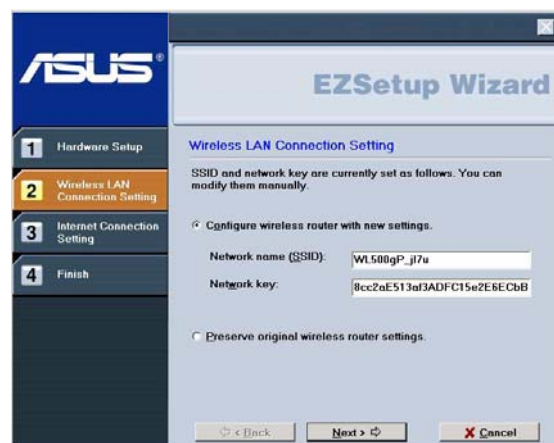 ASUS®
EZSetup Wizard
1 Hardware Setup
2 Wireless LAN
Connection Setting
3 Internet Connection
Setting
4 Finish
Wireless LAN Connection Setting
SSID and network key are currently set as follows. You can
modify them manually.
Configure wireless router with new settings.
Network name (SSID): WL500gP_jl7u
Network key: 8cc2aE513af3ADFC15e2E6ECbB
Preserve original wireless router settings.
< Back
Next >
Cancel